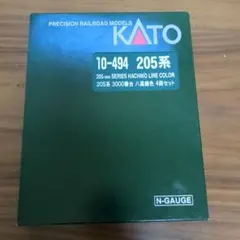 PRECISION RAILROAD MODELS
KATO
10-494 205系
205-3000 SERIES HACHIKO LINE COLOR
205系 3000番台 八高線色 4両セット
N-GAUGE